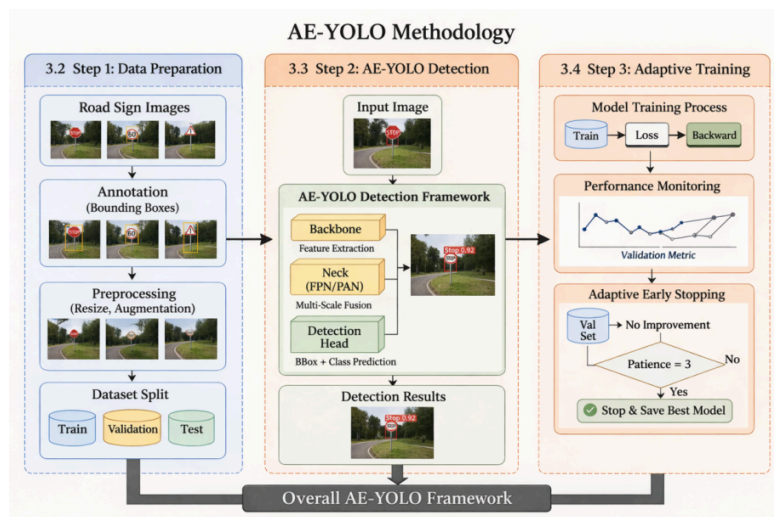 AE-YOLO Methodology
3.2 Step 1: Data Preparation
Road Sign Images
STOP
60
Annotation
(Bounding Boxes)
60
Preprocessing
(Resize, Augmentation)
Dataset Split
Train
Validation
Test
3.3 Step 2: AE-YOLO Detection
Input Image
AE-YOLO Detection Framework
Backbone
Feature Extraction
Neck
(FPN/PAN)
Multi-Scale Fusion
Detection
Head
BBox + Class Prediction
Stop 0.92
Detection Results
Stop 0.92
3.4 Step 3: Adaptive Training
Model Training Process
Train
Loss
Backward
Perfornance Monitoring
Validation Metric
Adaptive Early Stopping
Val
Set
No Improvement
Patience = 3
No
Yes
Stop & Save Best Model
Overall AE-YOLO Framework